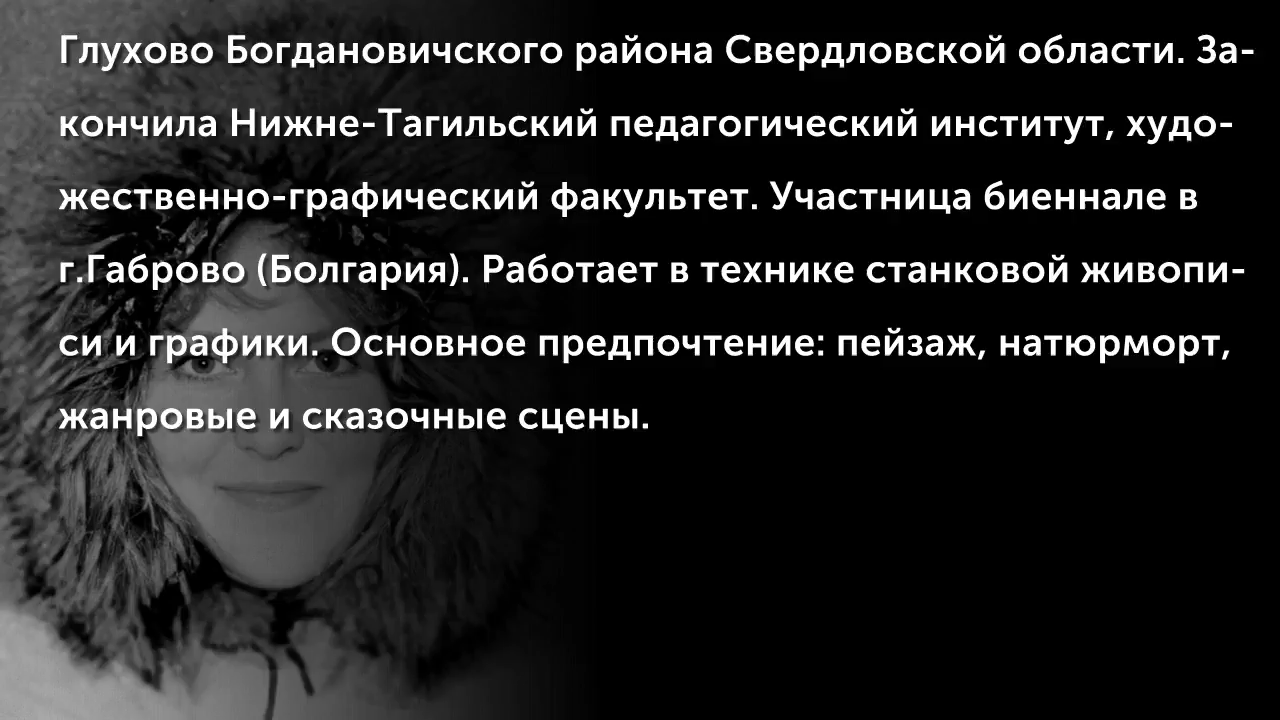 Глухово Богдановичского района Свердловской области. За-
кончила Нижне-Тагильский педагогический институт, худо-
жественно-графический факультет. Участница биеннале в
г.Габрово (Болгария). Работает в технике станковой живопи-
си и графики. Основное предпочтение: пейзаж, натюрморт,
жанровые и сказочные сцены.